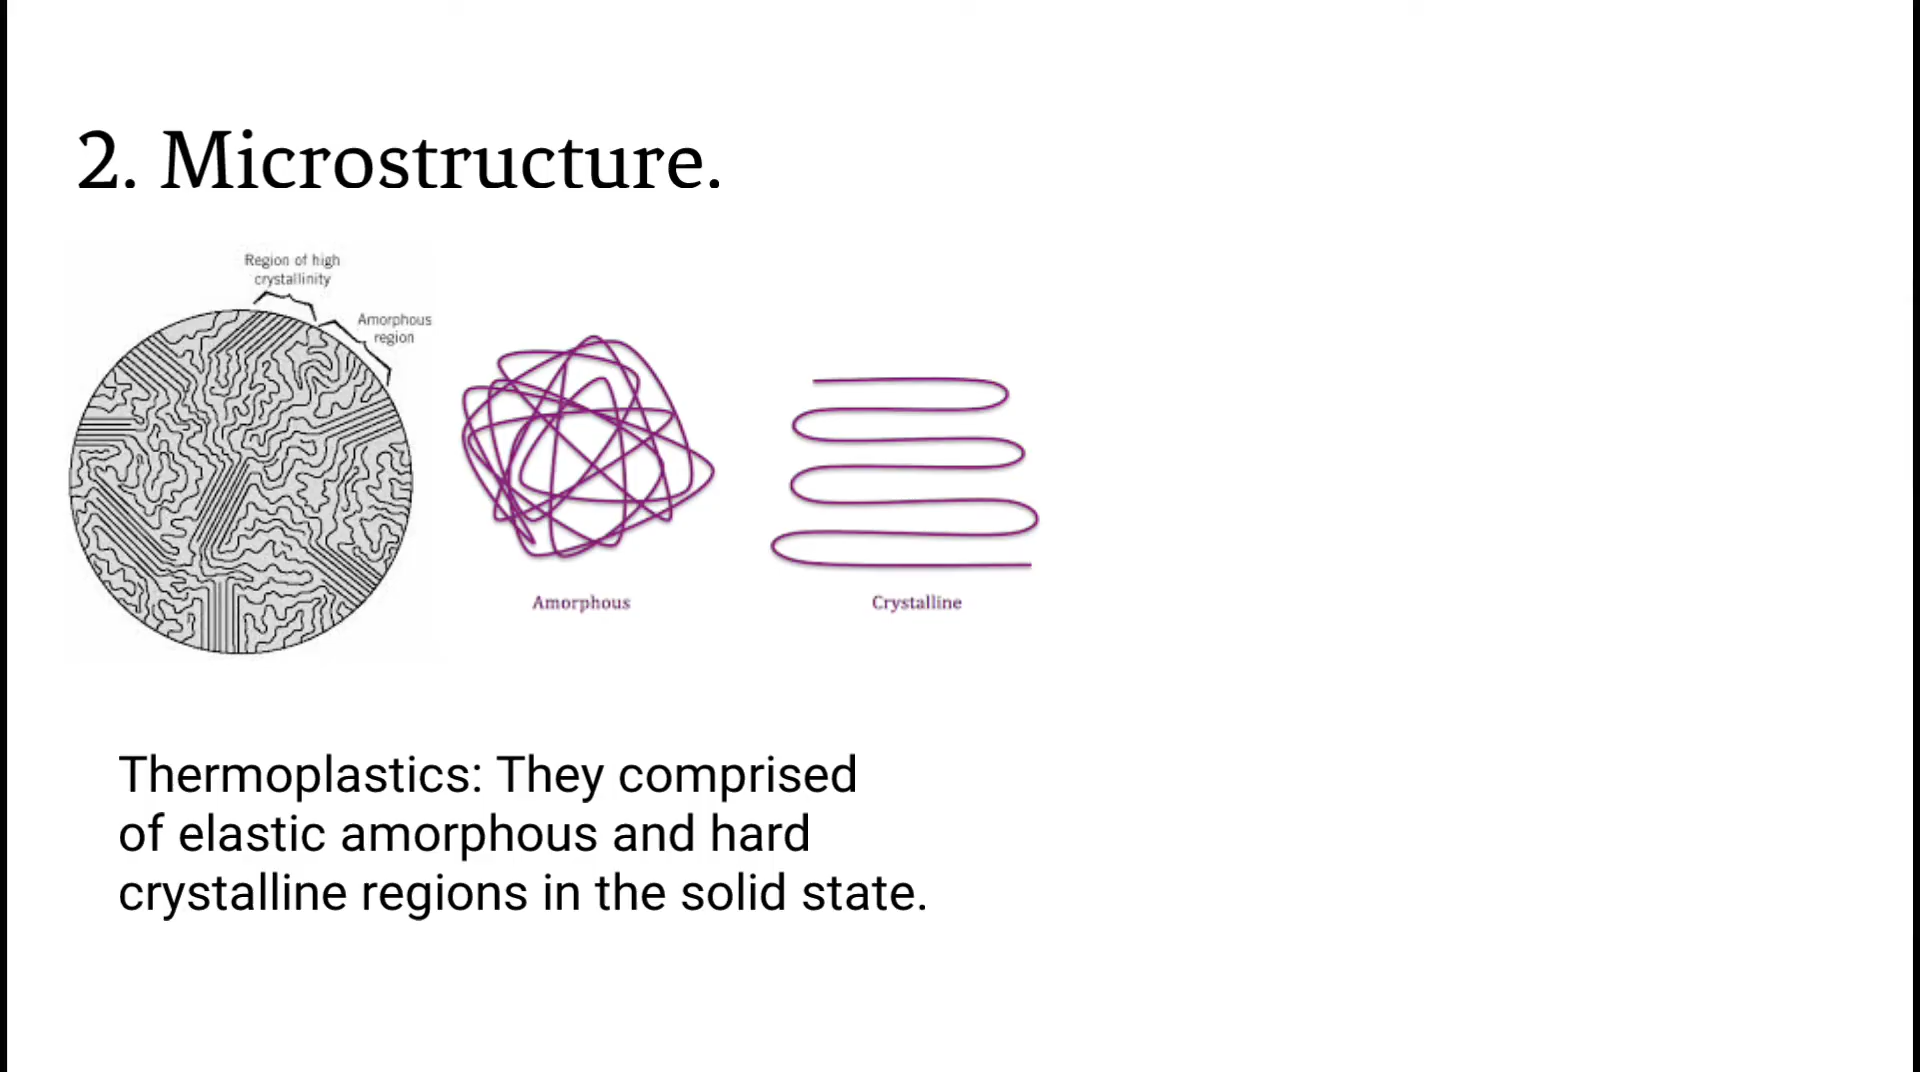 2. Microstructure.
Region of high
crystallinity
Amorphous
region
Amorphous
Crystalline
Thermoplastics: They comprised
of elastic amorphous and hard
crystalline regions in the solid state.